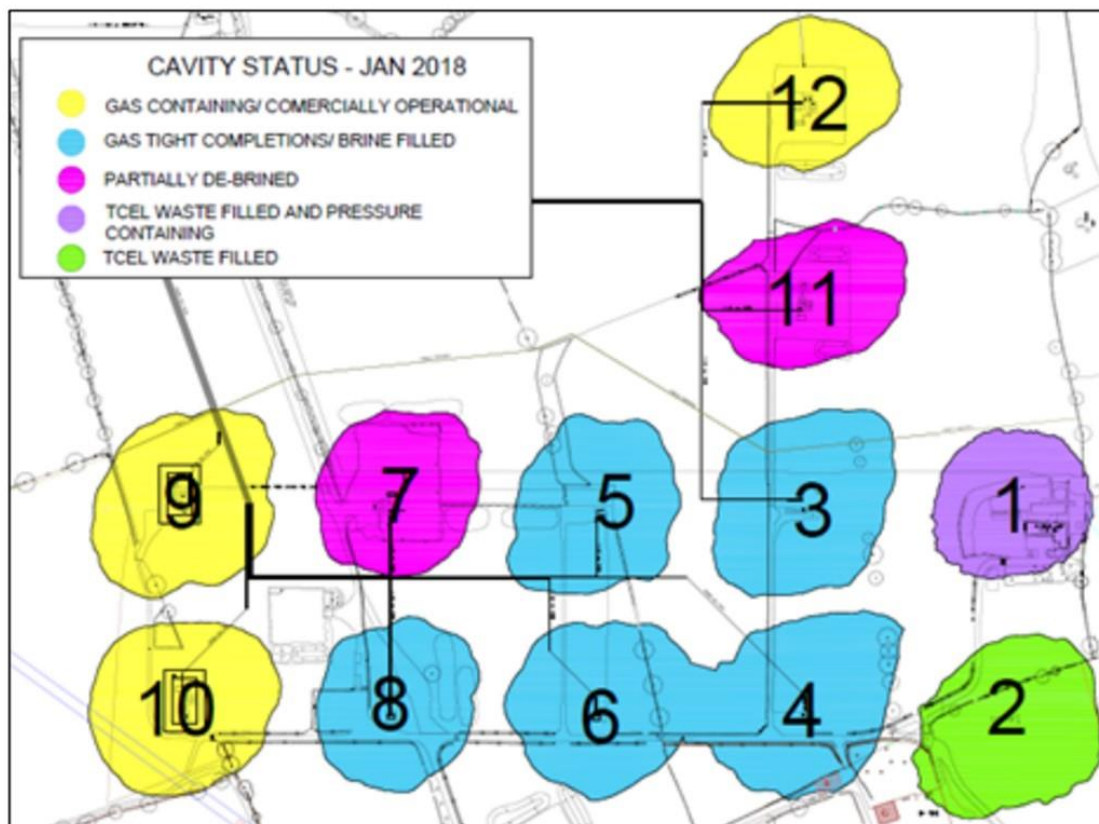 CAVITY STATUS - JAN 2018
GAS CONTAINING/ COMERCIALLY OPERATIONAL
GAS TIGHT COMPLETIONS/ BRINE FILLED
PARTIALLY DE-BRINED
TCEL WASTE FILLED AND PRESSURE
CONTAINING
TCEL WASTE FILLED
12
11
9
7
5
3
1
10
8
6
4
2